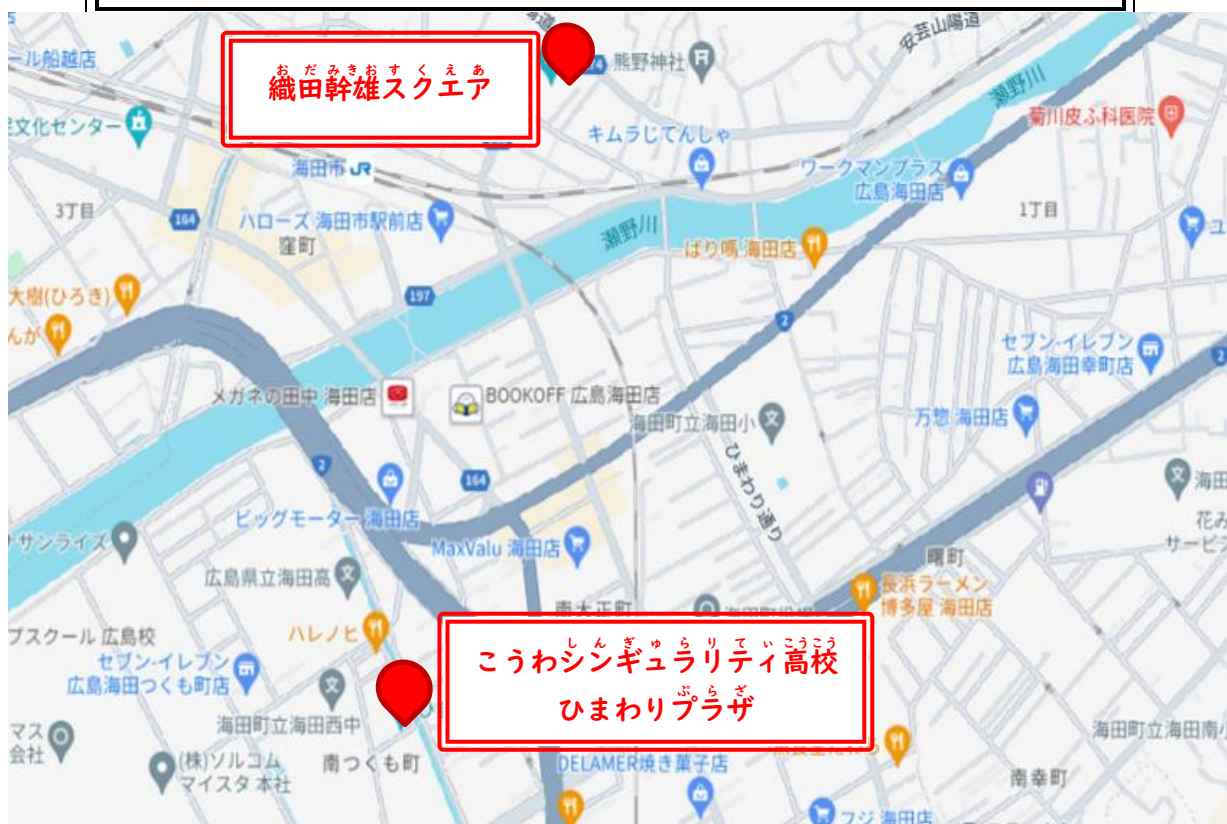 安芸山陽道
ール船越店
おだみきおすくえあ
織田幹雄スクエア
熊野神社
瀬野川
菊川皮ふ科医院
文化センター
キムラじてんしゃ
海田市 JR
ワークマンプラス
広島海田店
3丁目
164
ハローズ 海田市駅前店
窪町
瀬野川
1丁目
ばり嗎 海田店
大樹(ひろき)
197
んが
2
セブン-イレブン
広島海田幸町店
2
メガネの田中 海田店
BOOKOFF 広島海田店
海田町立海田小
万惣 海田店
ひまわり通り
2
164
海田
ビッグモーター 海田店
サンライズ
MaxValu 海田店
花み
サービス
広島県立海田高
曙町
長浜ラーメン
博多屋 海田店
南大正町
プスクール 広島校
ハレノヒ
しんぎゅらりてぃこうこう
こうわシンギュラリティ高校
ぷらざ
ひまわりプラザ
セブン-イレブン
広島海田つくも町店
海田町立海田西中
マス
会社
(株)ソルコム
マイスタ 本社
南つくも町
DELAMER焼き菓子店
海田町立海田南小
南幸町
フジ 海田店